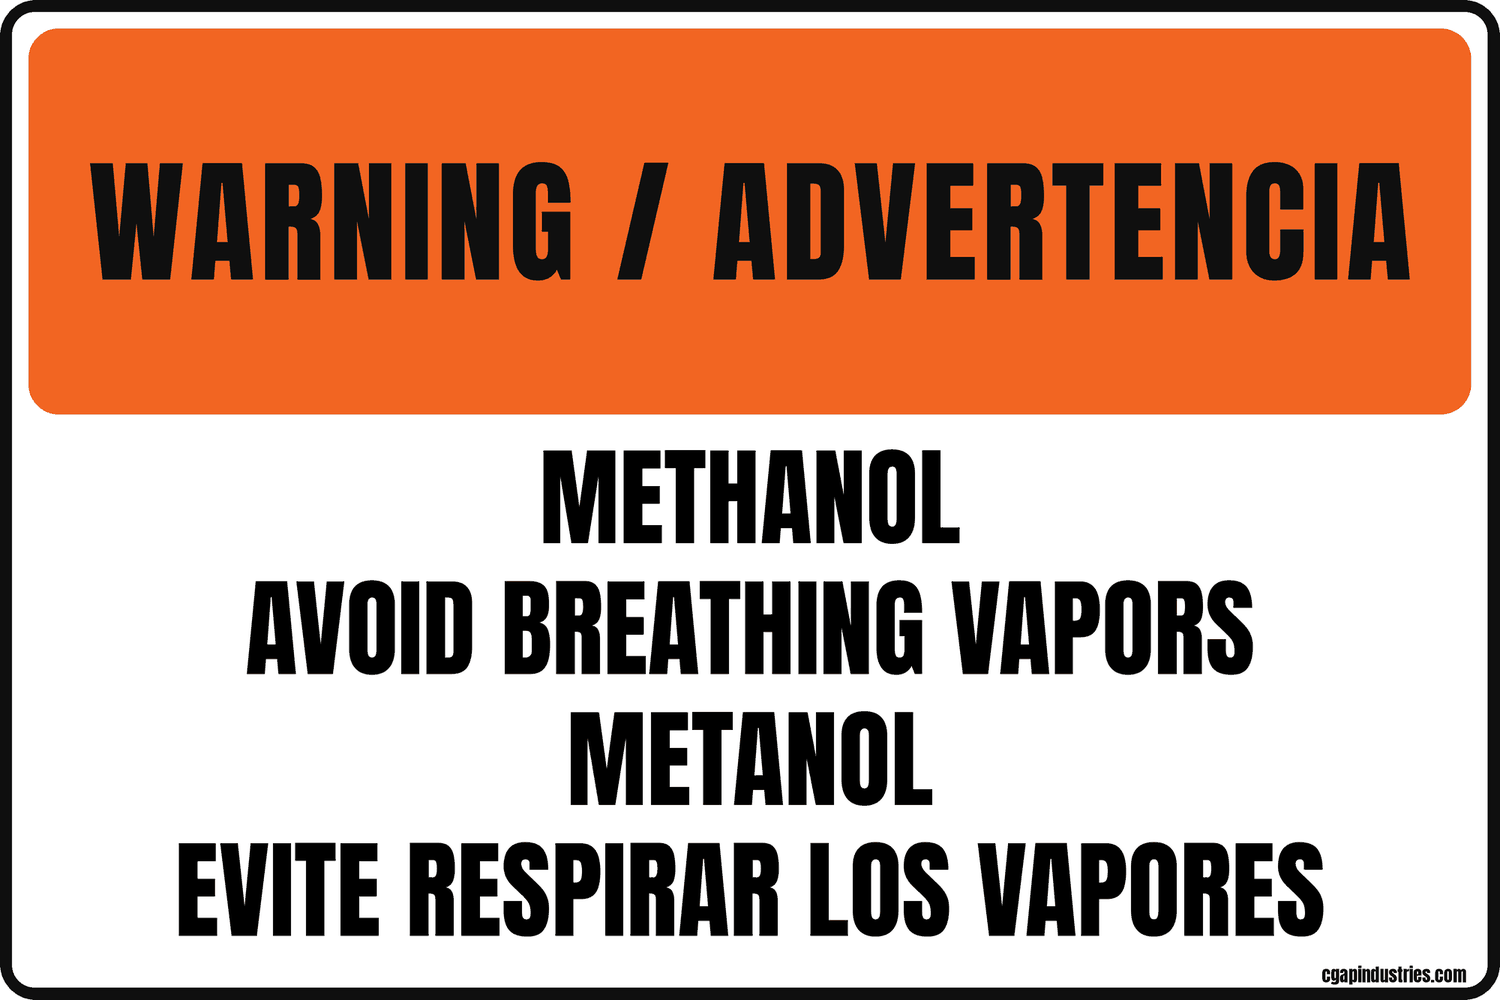 WARNING / ADVERTENCIA
METHANOL
AVOID BREATHING VAPORS
METANOL
EVITE RESPIRAR LOS VAPORES
cgapindustries.com